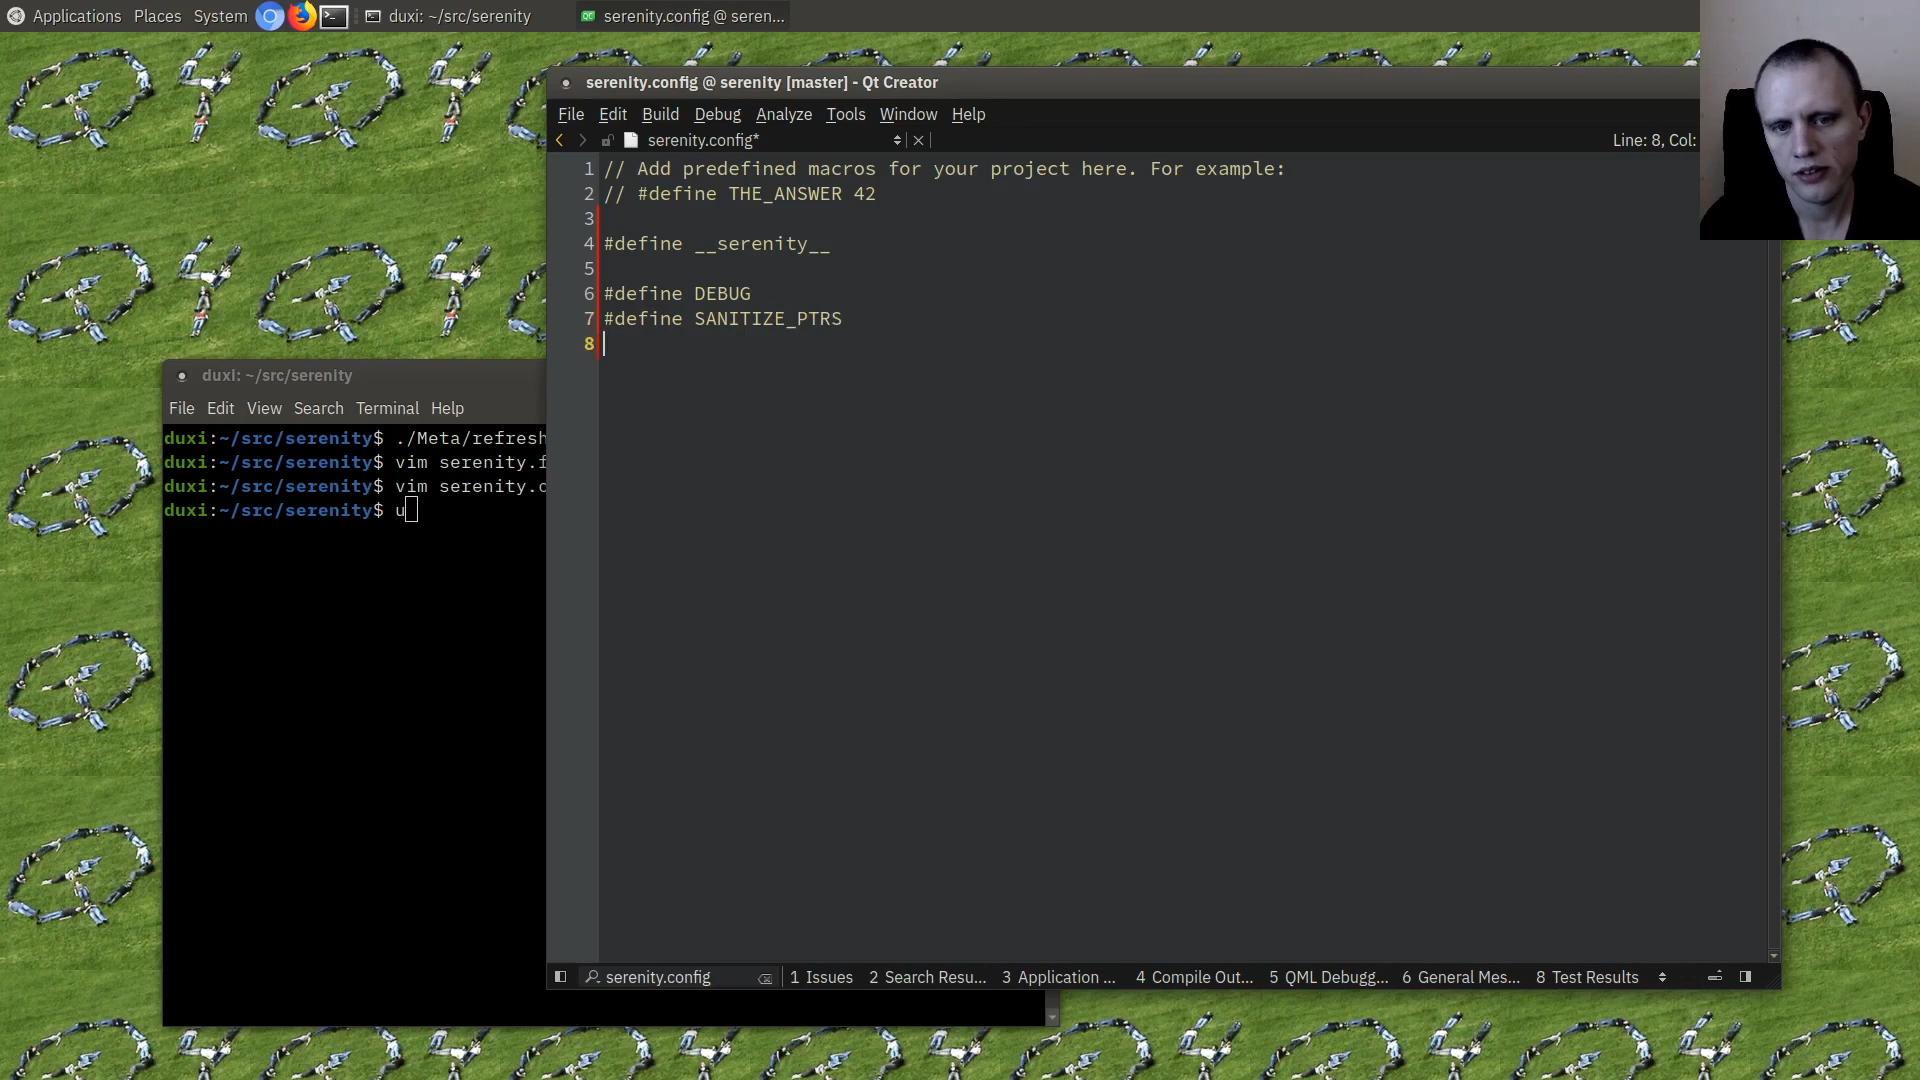 Applications Places System duxi: ~/src/serenity serenity.config @ seren...
serenity.config @ serenity [master] - Qt Creator
File Edit Build Debug Analyze Tools Window Help
serenity.config* Line: 8, Col:
1 // Add predefined macros for your project here. For example:
2 // #define THE_ANSWER 42
3
4 #define __serenity__
5
6 #define DEBUG
7 #define SANITIZE_PTRS
8
duxi: ~/src/serenity
File Edit View Search Terminal Help
duxi:~/src/serenity$ ./Meta/refresh
duxi:~/src/serenity$ vim serenity.f
duxi:~/src/serenity$ vim serenity.c
duxi:~/src/serenity$ u
serenity.config 1 Issues 2 Search Resu... 3 Application ... 4 Compile Out... 5 QML Debugg... 6 General Mes... 8 Test Results